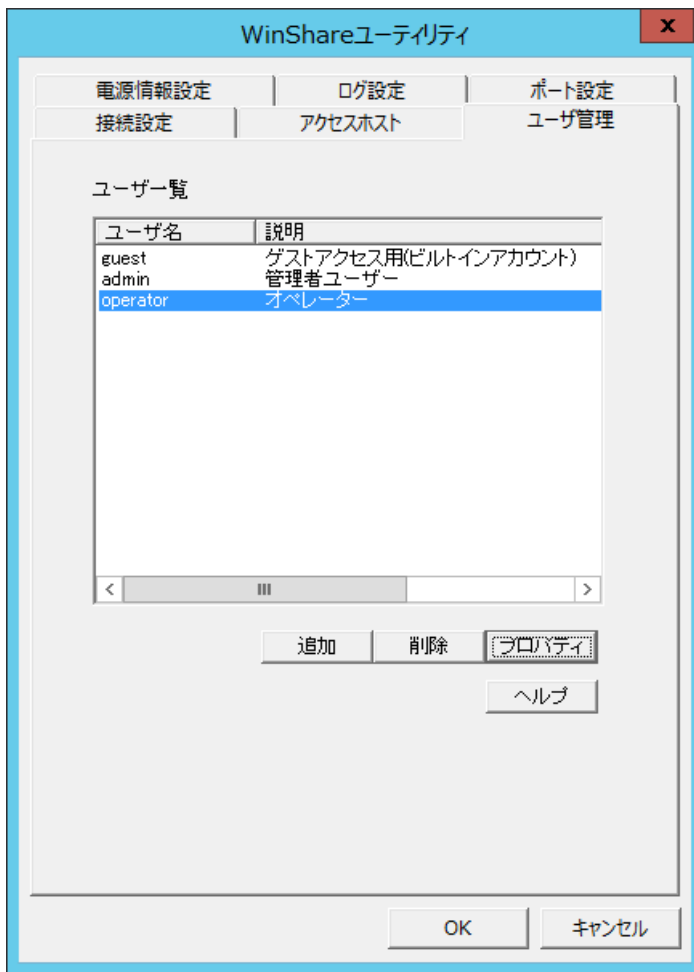 WinShareユーティリティ
x
電源情報設定 ログ設定 ポート設定
接続設定 アクセスホスト ユーザ管理
ユーザ一覧
ユーザ名 説明
guest ゲストアクセス用(ビルトインアカウント)
admin 管理者ユーザー
operator オペレーター
追加 削除 プロパティ
ヘルプ
OK キャンセル